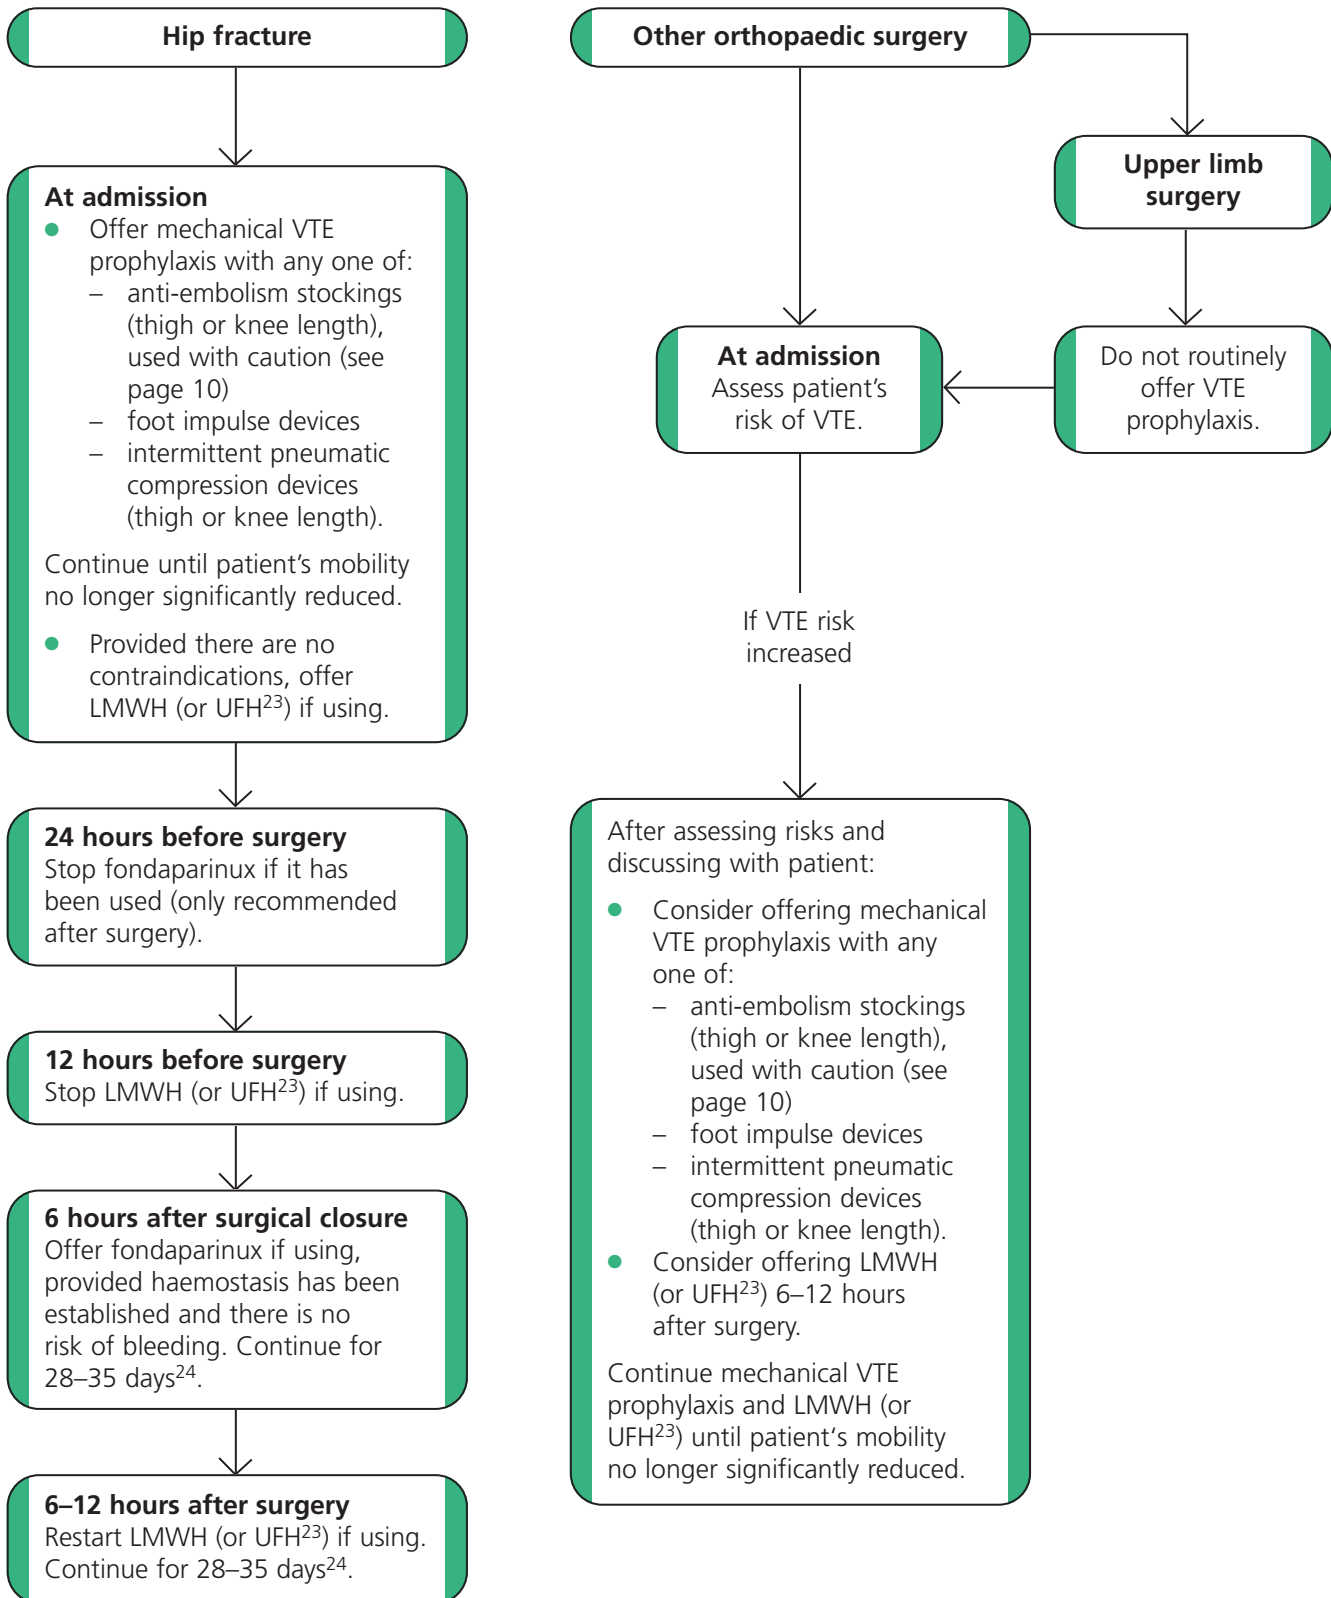 Hip fracture
At admission
● Offer mechanical VTE
prophylaxis with any one of:
– anti-embolism stockings
(thigh or knee length),
used with caution (see
page 10)
– foot impulse devices
– intermittent pneumatic
compression devices
(thigh or knee length).
Continue until patient’s mobility
no longer significantly reduced.
● Provided there are no
contraindications, offer
LMWH (or UFH²³) if using.
24 hours before surgery
Stop fondaparinux if it has
been used (only recommended
after surgery).
12 hours before surgery
Stop LMWH (or UFH²³) if using.
6 hours after surgical closure
Offer fondaparinux if using,
provided haemostasis has been
established and there is no
risk of bleeding. Continue for
28–35 days²⁴.
6–12 hours after surgery
Restart LMWH (or UFH²³) if using.
Continue for 28–35 days²⁴.
Other orthopaedic surgery
Upper limb
surgery
Do not routinely
offer VTE
prophylaxis.
At admission
Assess patient’s
risk of VTE.
If VTE risk
increased
After assessing risks and
discussing with patient:
● Consider offering mechanical
VTE prophylaxis with any
one of:
– anti-embolism stockings
(thigh or knee length),
used with caution (see
page 10)
– foot impulse devices
– intermittent pneumatic
compression devices
(thigh or knee length).
● Consider offering LMWH
(or UFH²³) 6–12 hours
after surgery.
Continue mechanical VTE
prophylaxis and LMWH (or
UFH²³) until patient‘s mobility
no longer significantly reduced.